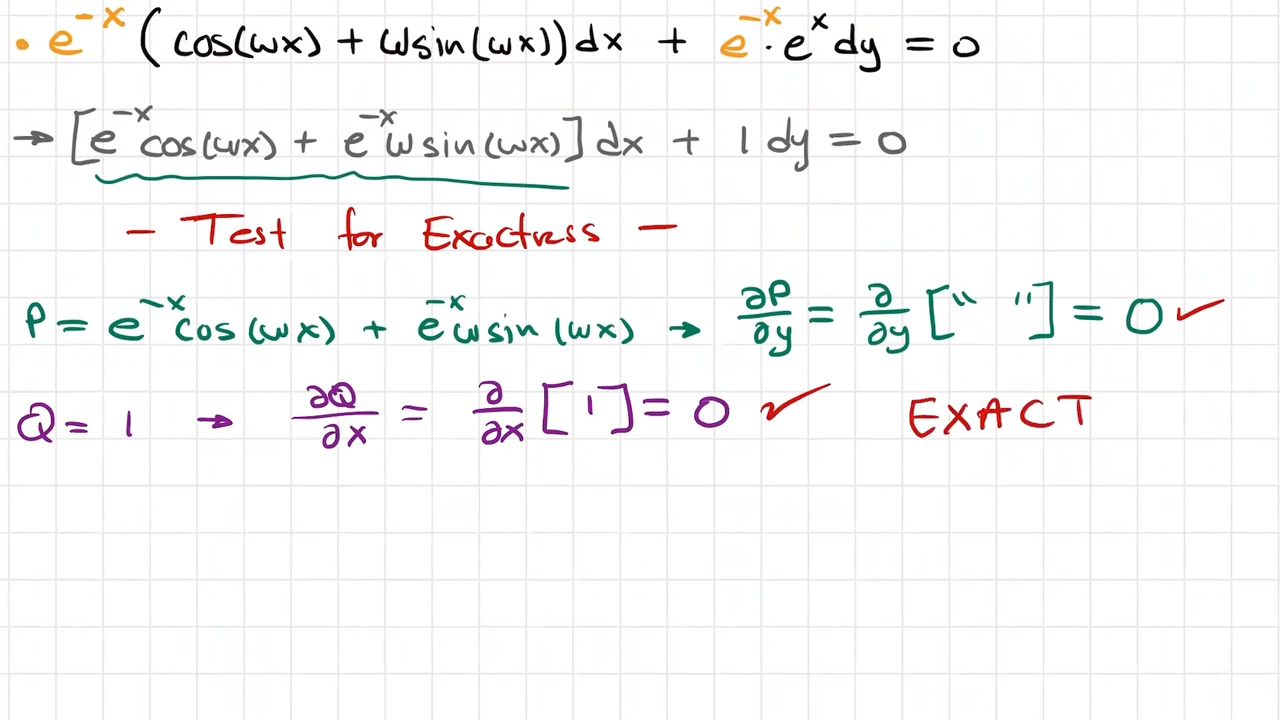 • e^{-x} (cos(ωx) + ωsin(ωx))dx + e^{-x} · e^x dy = 0
→ [e^{-x}cos(ωx) + e^{-x}ωsin(ωx)]dx + 1 dy = 0
- Test for Exactness -
P = e^{-x}cos(ωx) + e^{-x}ωsin(ωx) → ∂P/∂y = ∂/∂y [“ ”] = 0 ✓
Q = 1 → ∂Q/∂x = ∂/∂x [1] = 0 ✓ EXACT